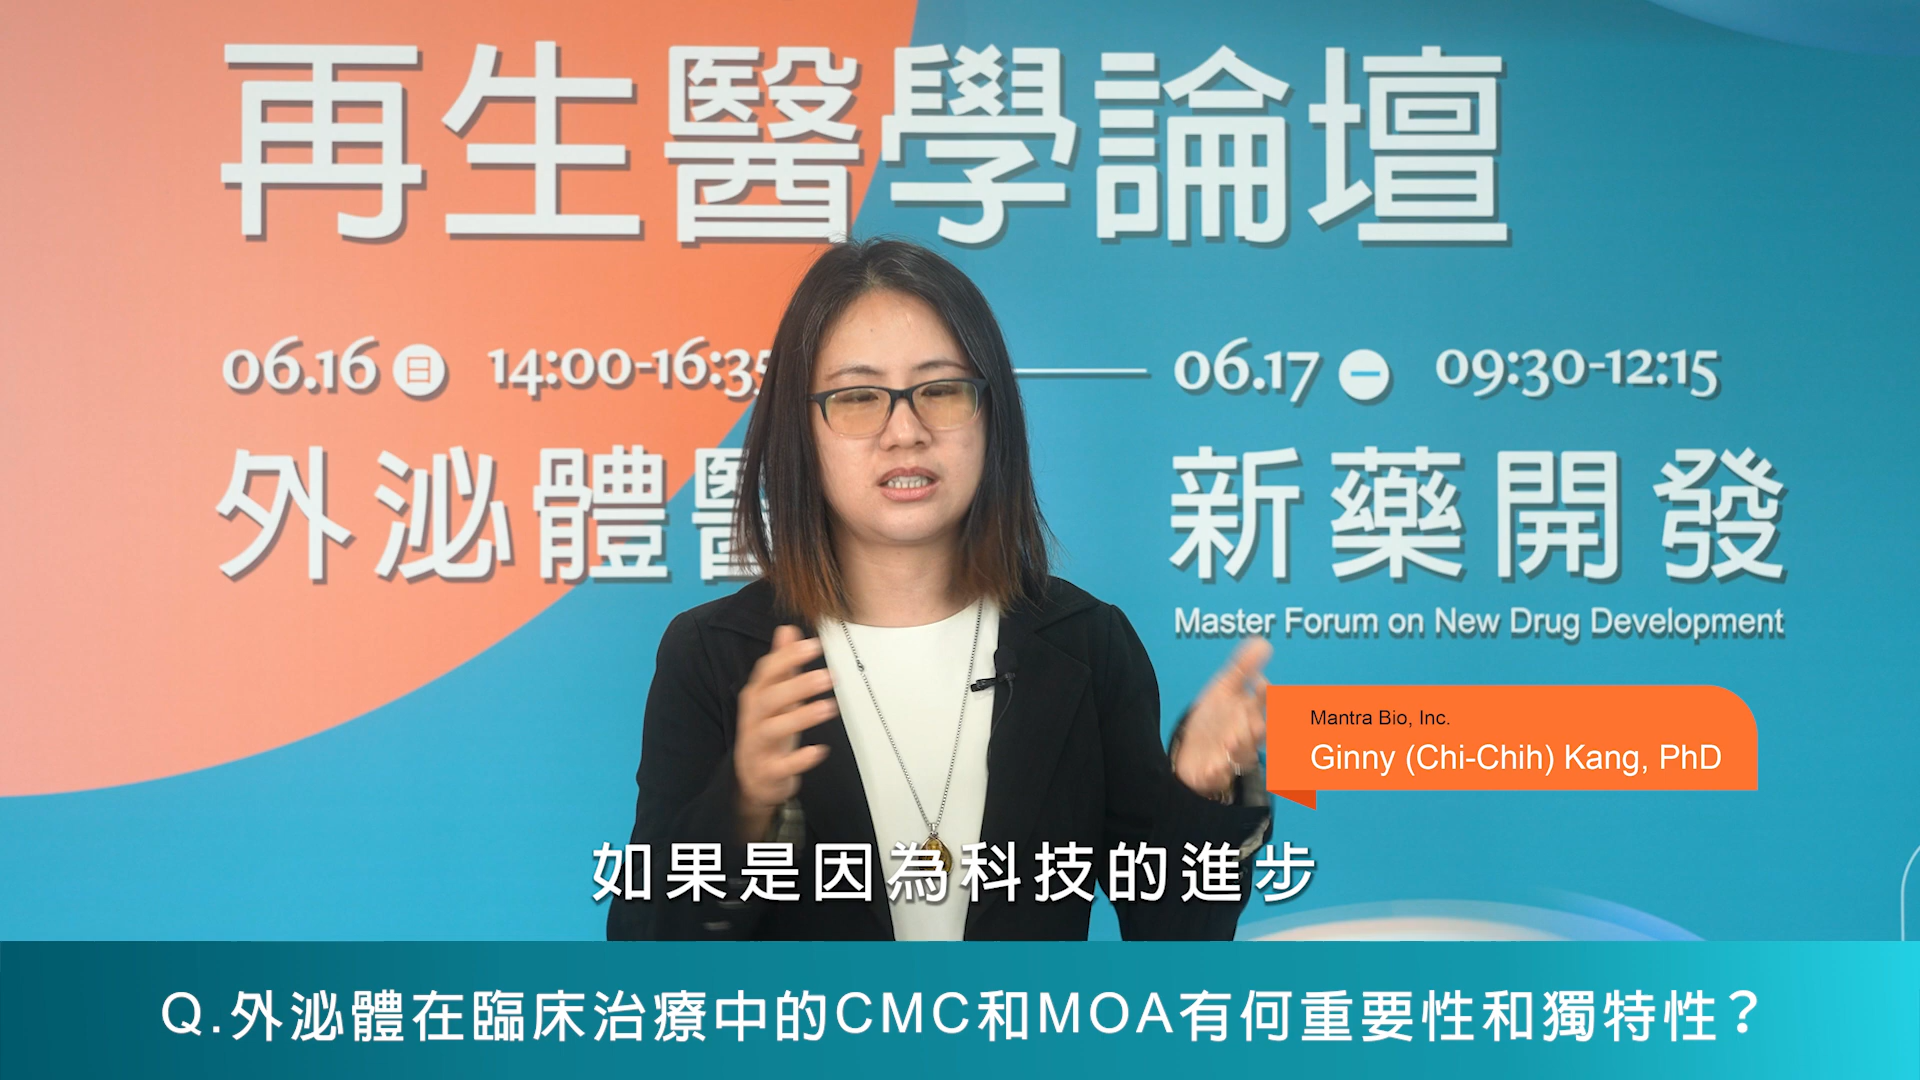 再生醫學論壇
06.16 日 14:00-16:35
06.17 一 09:30-12:15
外泌體醫
新藥開發
Master Forum on New Drug Development
Mantra Bio, Inc.
Ginny (Chi-Chih) Kang, PhD
如果是因為科技的進步
Q.外泌體在臨床治療中的CMC和MOA有何重要性和獨特性？